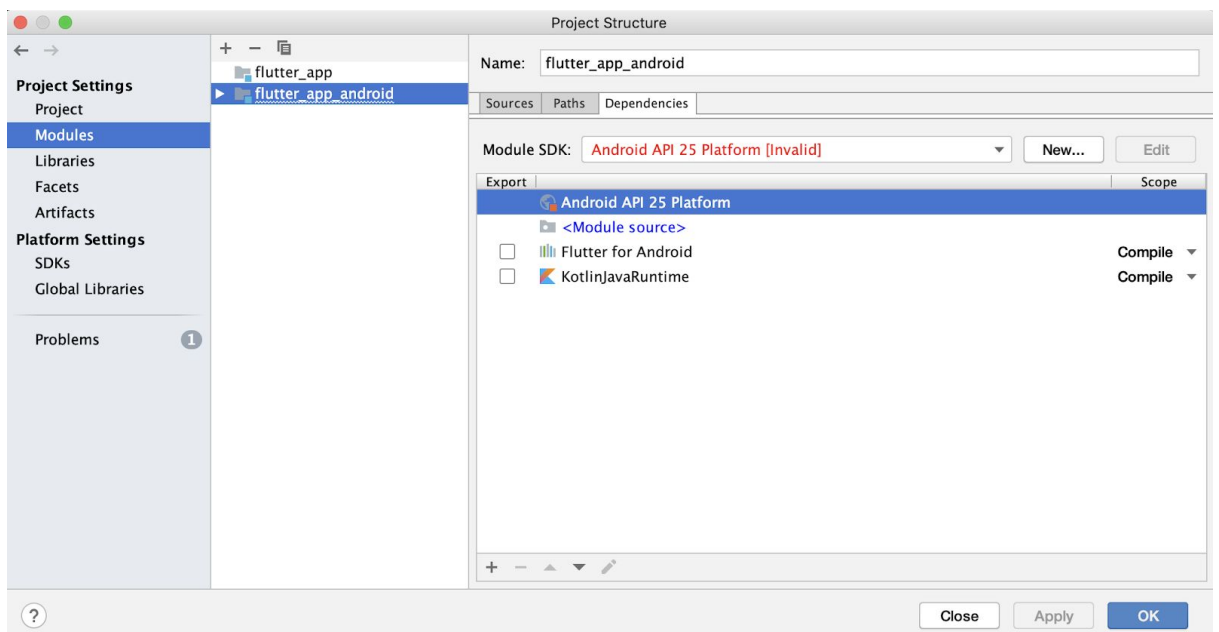 Project Structure
Project Settings
Project
Modules
Libraries
Facets
Artifacts
Platform Settings
SDKs
Global Libraries
Problems
1
flutter_app
flutter_app_android
Name: flutter_app_android
Sources Paths Dependencies
Module SDK: Android API 25 Platform [Invalid] New... Edit
Export Scope
Android API 25 Platform
<Module source>
Flutter for Android Compile
KotlinJavaRuntime Compile
? Close Apply OK